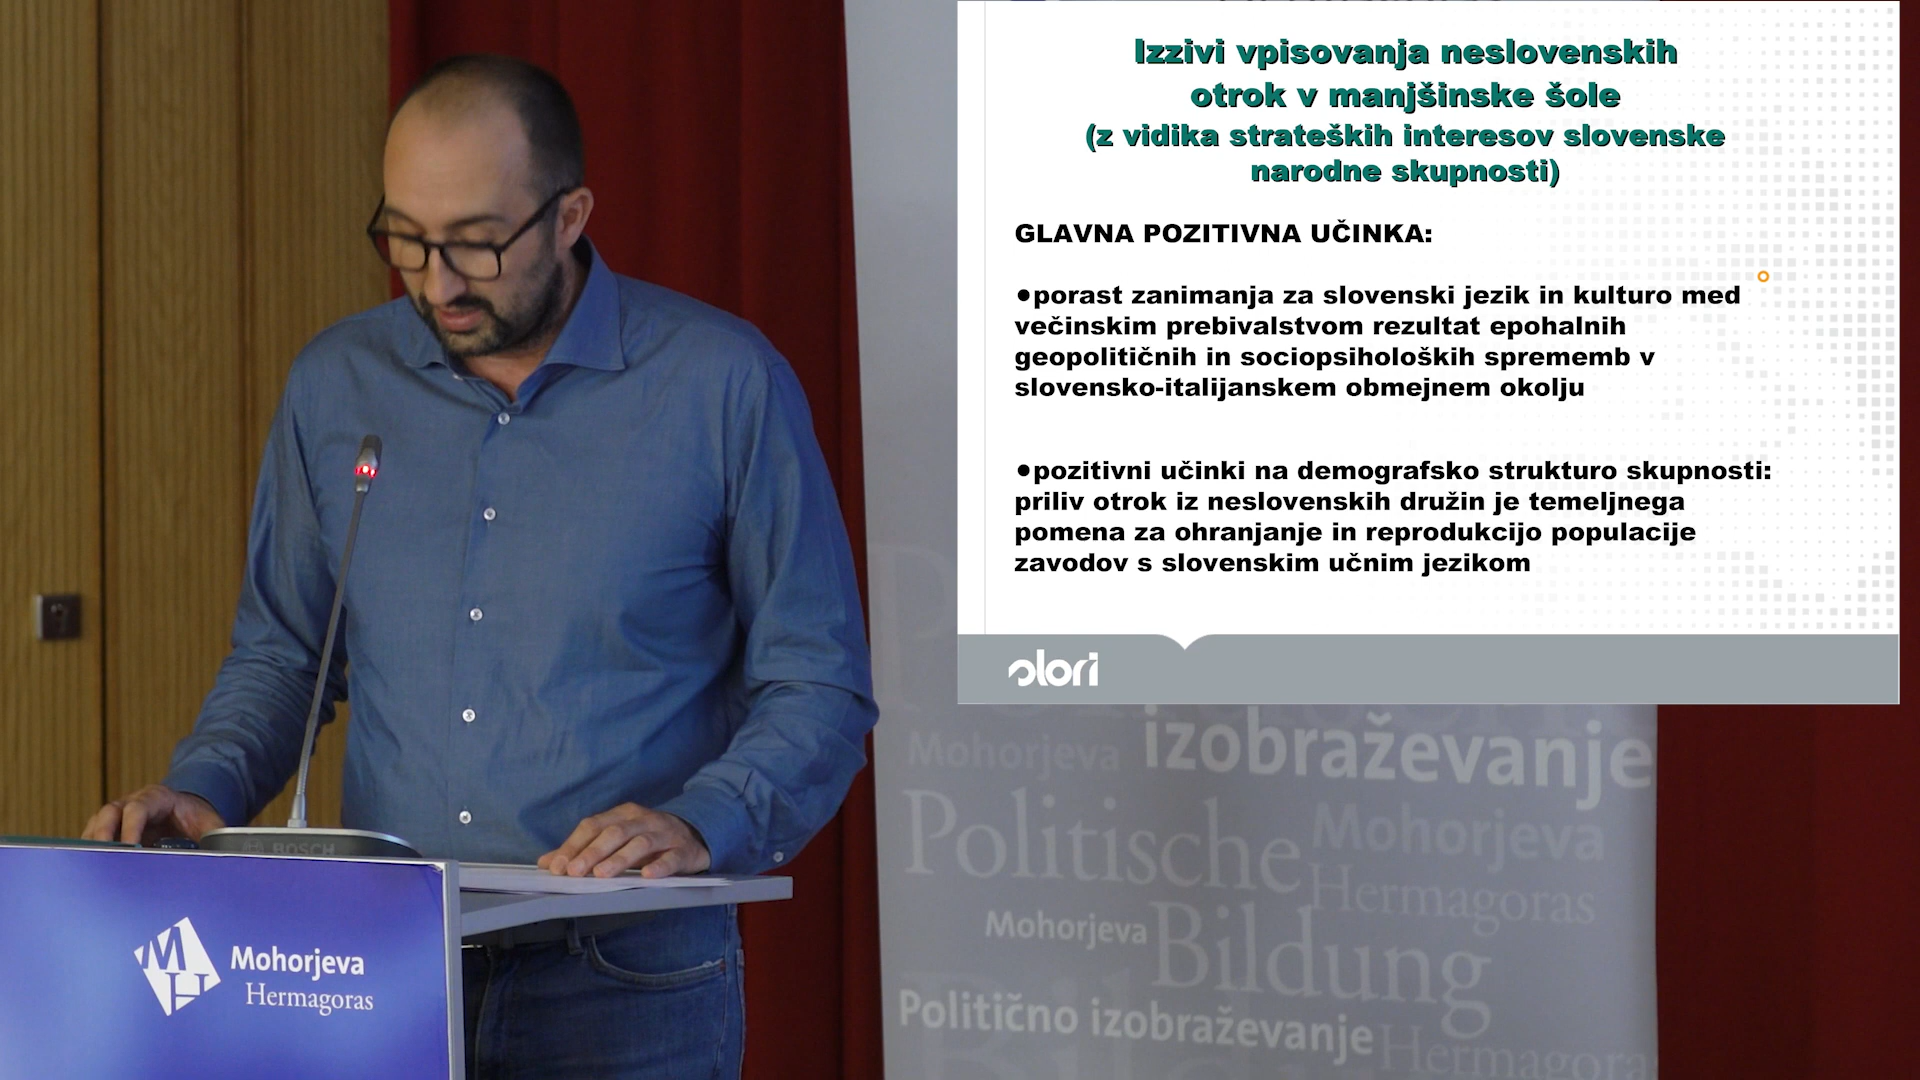 Izzivi vpisovanja neslovenskih
otrok v manjšinske šole
(z vidika strateških interesov slovenske
narodne skupnosti)
GLAVNA POZITIVNA UČINKA:
●porast zanimanja za slovenski jezik in kulturo med
večinskim prebivalstvom rezultat epohalnih
geopolitičnih in sociopsiholoških sprememb v
slovensko-italijanskem obmejnem okolju
●pozitivni učinki na demografsko strukturo skupnosti:
priliv otrok iz neslovenskih družin je temeljnega
pomena za ohranjanje in reprodukcijo populacije
zavodov s slovenskim učnim jezikom
slori
Mohorjeva izobraževanje
Politische Mohorjeva
Hermagoras
Mohorjeva Bildung
Politično izobraževanje
Hermagoras
BOSCH
MH
Mohorjeva
Hermagoras